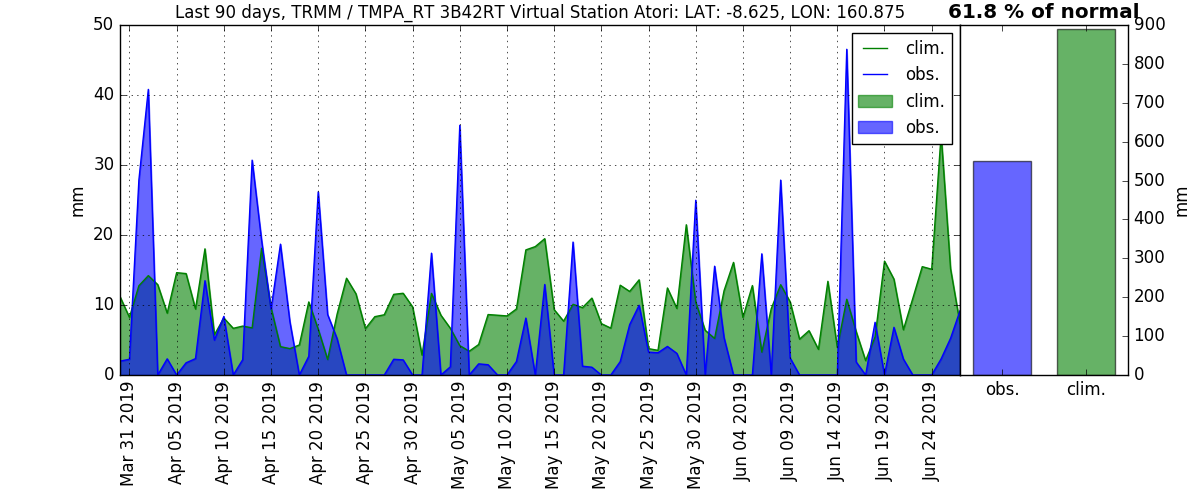 Last 90 days, TRMM / TMPA_RT 3B42RT Virtual Station Atori: LAT: -8.625, LON: 160.875
61.8 % of normal
50
40
30
20
10
0
mm
clim.
obs.
clim.
obs.
900
800
700
600
500
400
300
200
100
0
mm
Mar 31 2019
Apr 05 2019
Apr 10 2019
Apr 15 2019
Apr 20 2019
Apr 25 2019
Apr 30 2019
May 05 2019
May 10 2019
May 15 2019
May 20 2019
May 25 2019
May 30 2019
Jun 04 2019
Jun 09 2019
Jun 14 2019
Jun 19 2019
Jun 24 2019
obs.
clim.